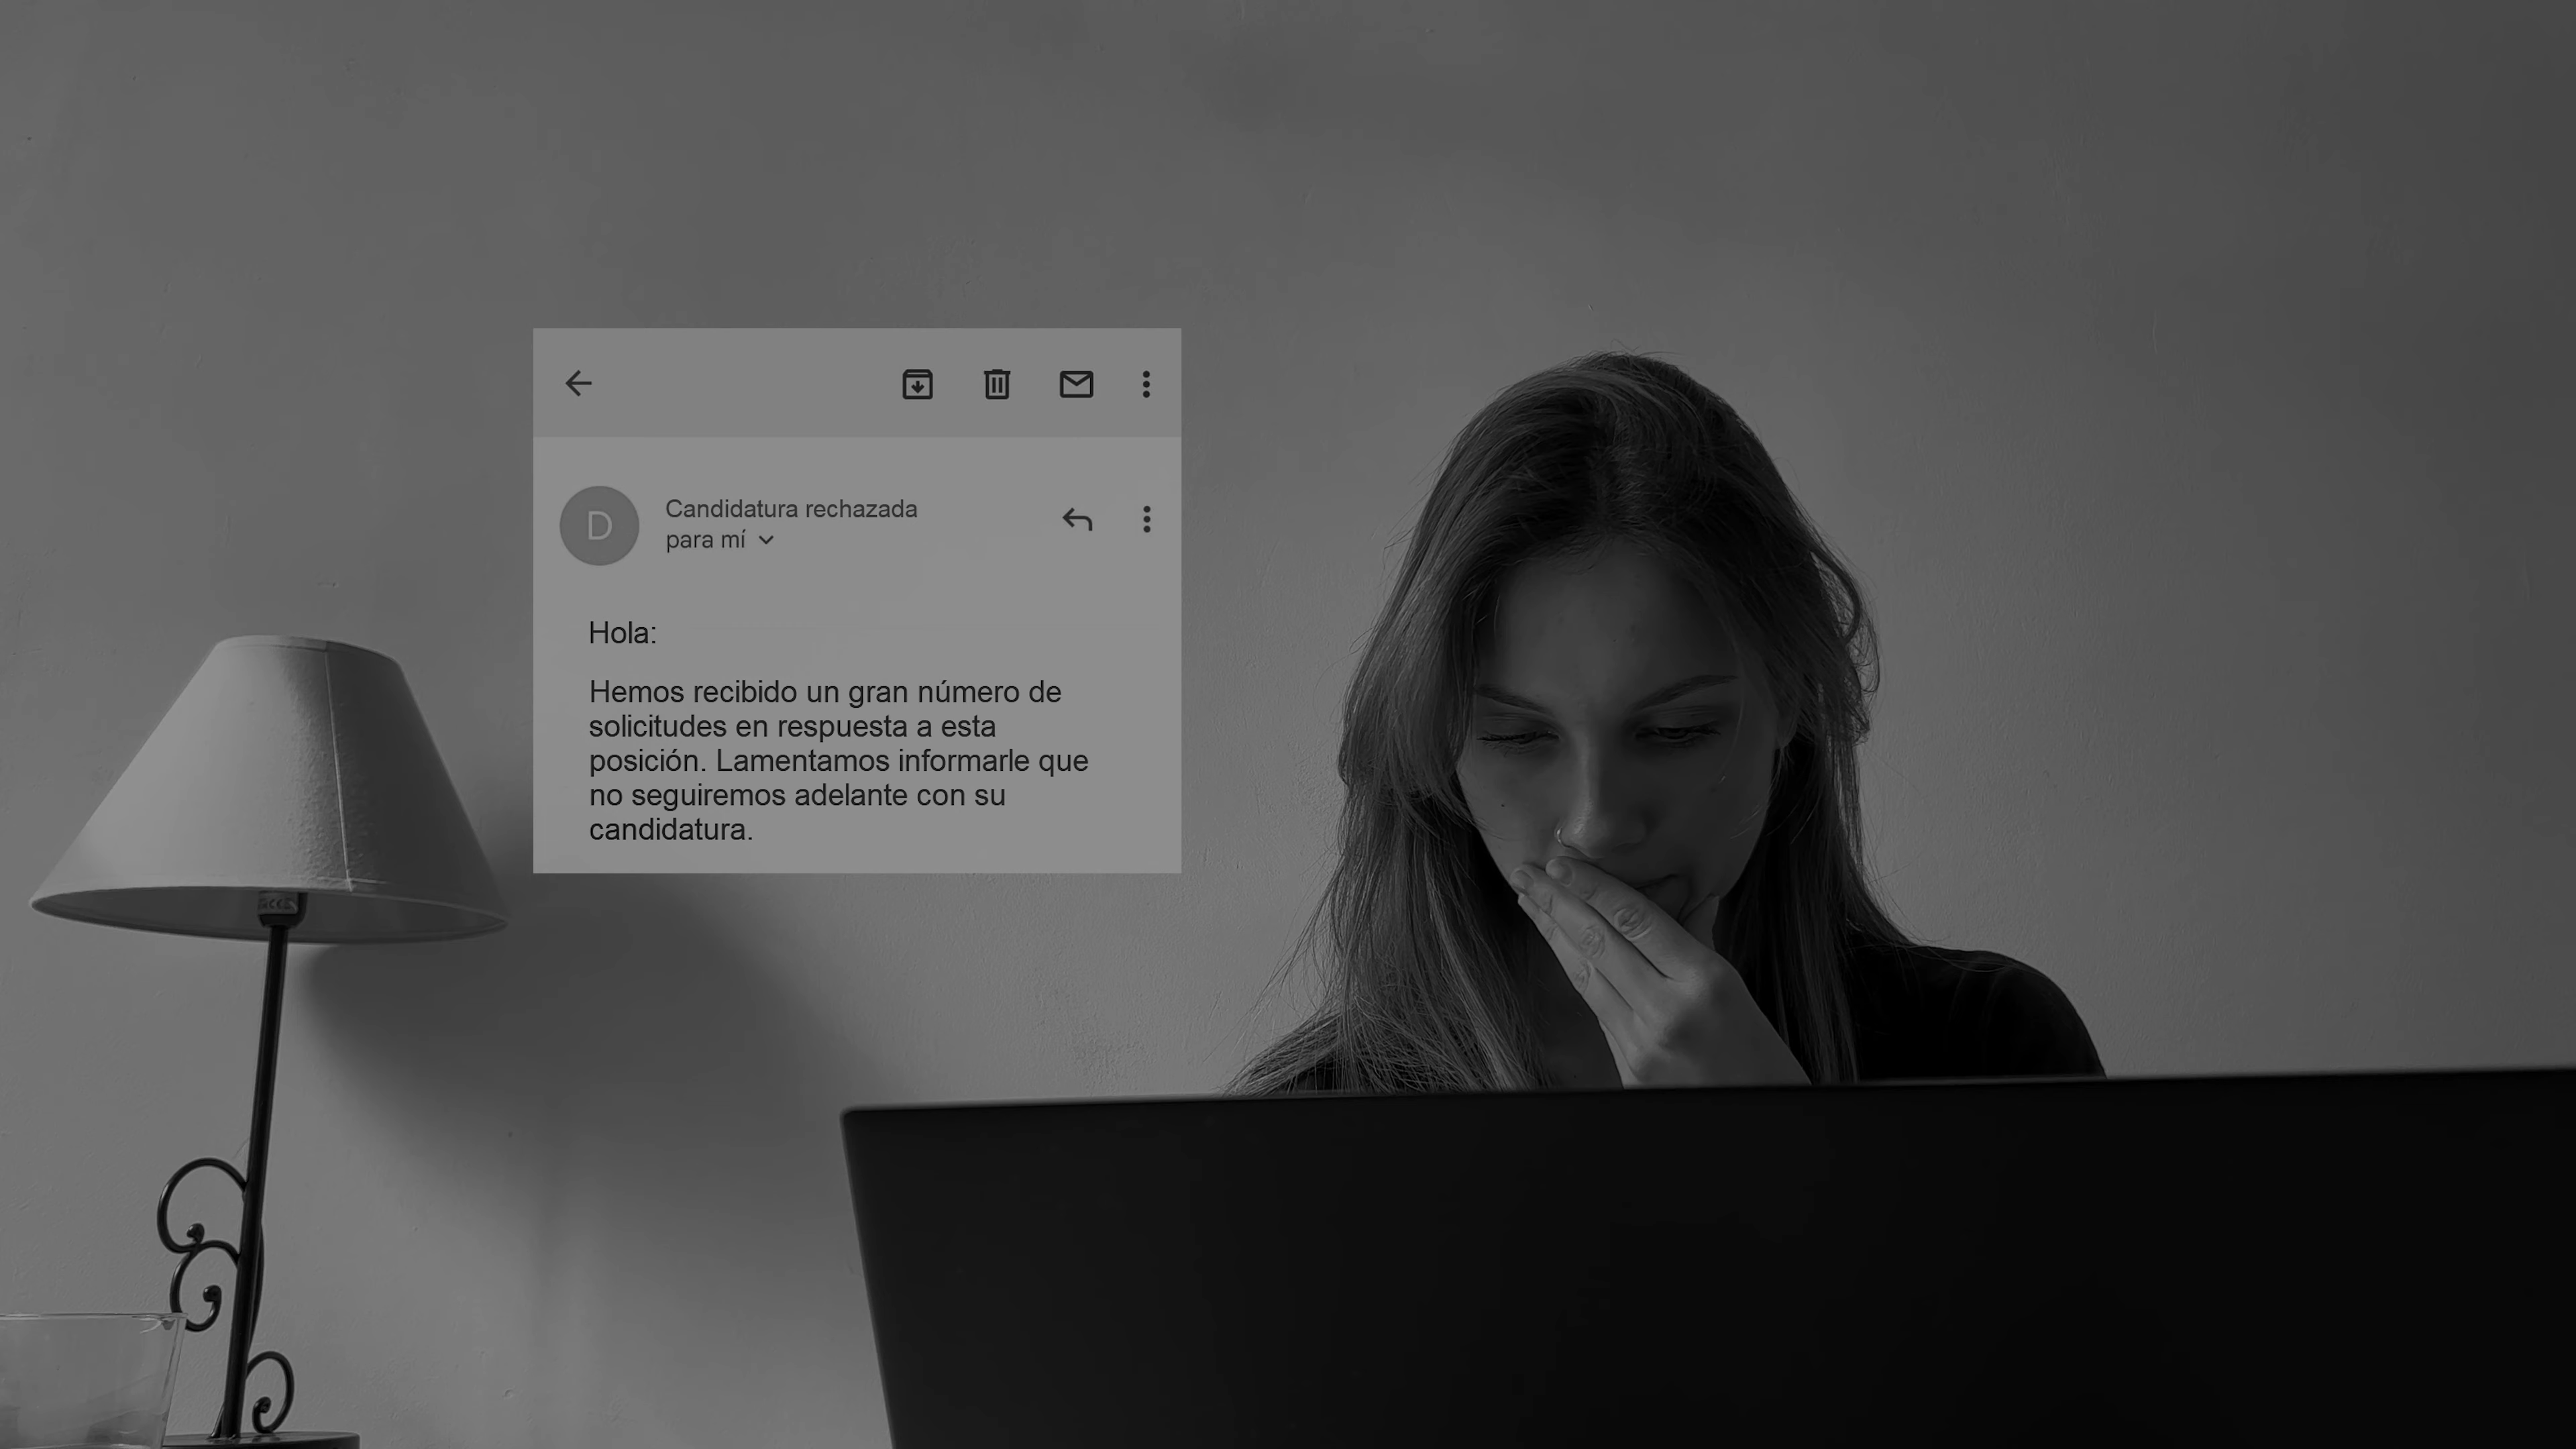 D
Candidatura rechazada
para mí
Hola:
Hemos recibido un gran número de
solicitudes en respuesta a esta
posición. Lamentamos informarle que
no seguiremos adelante con su
candidatura.